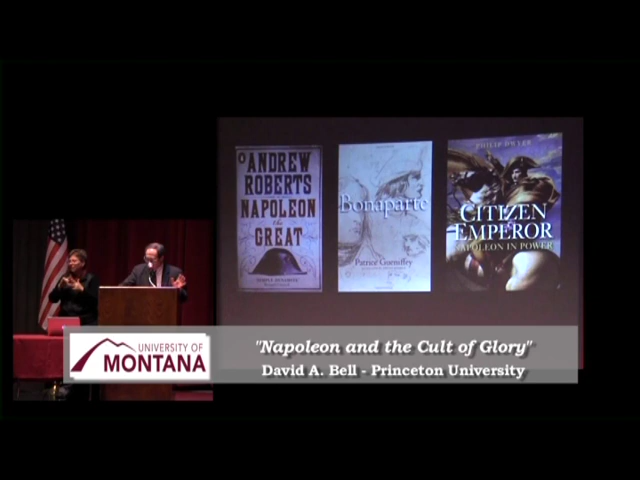 ANDREW
ROBERTS
NAPOLEON
the
GREAT
Bonaparte
Patrice Gueniffey
PHILIP DWYER
CITIZEN
EMPEROR
NAPOLEON IN POWER
UNIVERSITY OF
MONTANA
"Napoleon and the Cult of Glory"
David A. Bell - Princeton University